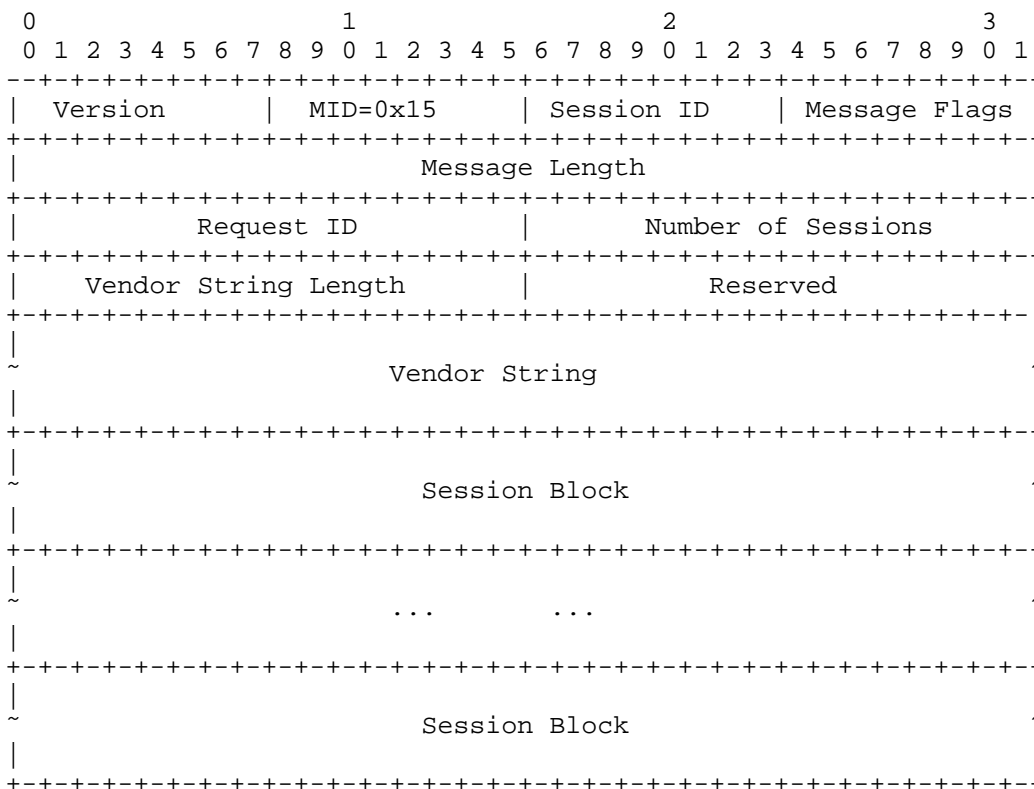 0                   1                   2                   3
0 1 2 3 4 5 6 7 8 9 0 1 2 3 4 5 6 7 8 9 0 1 2 3 4 5 6 7 8 9 0 1
--+-+-+-+-+-+-+-+-+-+-+-+-+-+-+-+-+-+-+-+-+-+-+-+-+-+-+-+-+-+-+--
|  Version      |  MID=0x15     | Session ID    | Message Flags
+-+-+-+-+-+-+-+-+-+-+-+-+-+-+-+-+-+-+-+-+-+-+-+-+-+-+-+-+-+-+-+--
|                         Message Length
+-+-+-+-+-+-+-+-+-+-+-+-+-+-+-+-+-+-+-+-+-+-+-+-+-+-+-+-+-+-+-+--
|           Request ID          |       Number of Sessions
+-+-+-+-+-+-+-+-+-+-+-+-+-+-+-+-+-+-+-+-+-+-+-+-+-+-+-+-+-+-+-+--
|    Vendor String Length       |           Reserved
+-+-+-+-+-+-+-+-+-+-+-+-+-+-+-+-+-+-+-+-+-+-+-+-+-+-+-+-+-+-+-+-
|
~                       Vendor String                           ~
|
+-+-+-+-+-+-+-+-+-+-+-+-+-+-+-+-+-+-+-+-+-+-+-+-+-+-+-+-+-+-+-+--
|
~                         Session Block                         ~
|
+-+-+-+-+-+-+-+-+-+-+-+-+-+-+-+-+-+-+-+-+-+-+-+-+-+-+-+-+-+-+-+--
|
~                       ...       ...                           ~
|
+-+-+-+-+-+-+-+-+-+-+-+-+-+-+-+-+-+-+-+-+-+-+-+-+-+-+-+-+-+-+-+--
|
~                         Session Block                         ~
|
+-+-+-+-+-+-+-+-+-+-+-+-+-+-+-+-+-+-+-+-+-+-+-+-+-+-+-+-+-+-+-+--